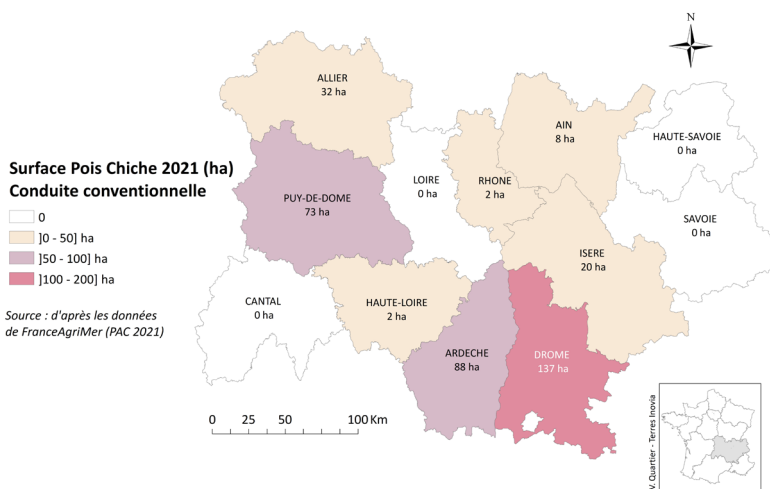 N
ALLIER
32 ha
AIN
8 ha
HAUTE-SAVOIE
0 ha
Surface Pois Chiche 2021 (ha)
Conduite conventionnelle
0
]0 - 50] ha
]50 - 100] ha
]100 - 200] ha
Source : d'après les données
de FranceAgriMer (PAC 2021)
PUY-DE-DOME
73 ha
LOIRE
0 ha
RHONE
2 ha
SAVOIE
0 ha
ISERE
20 ha
CANTAL
0 ha
HAUTE-LOIRE
2 ha
ARDECHE
88 ha
DROME
137 ha
0 25 50 100 Km
V. Quartier - Terres Inovia